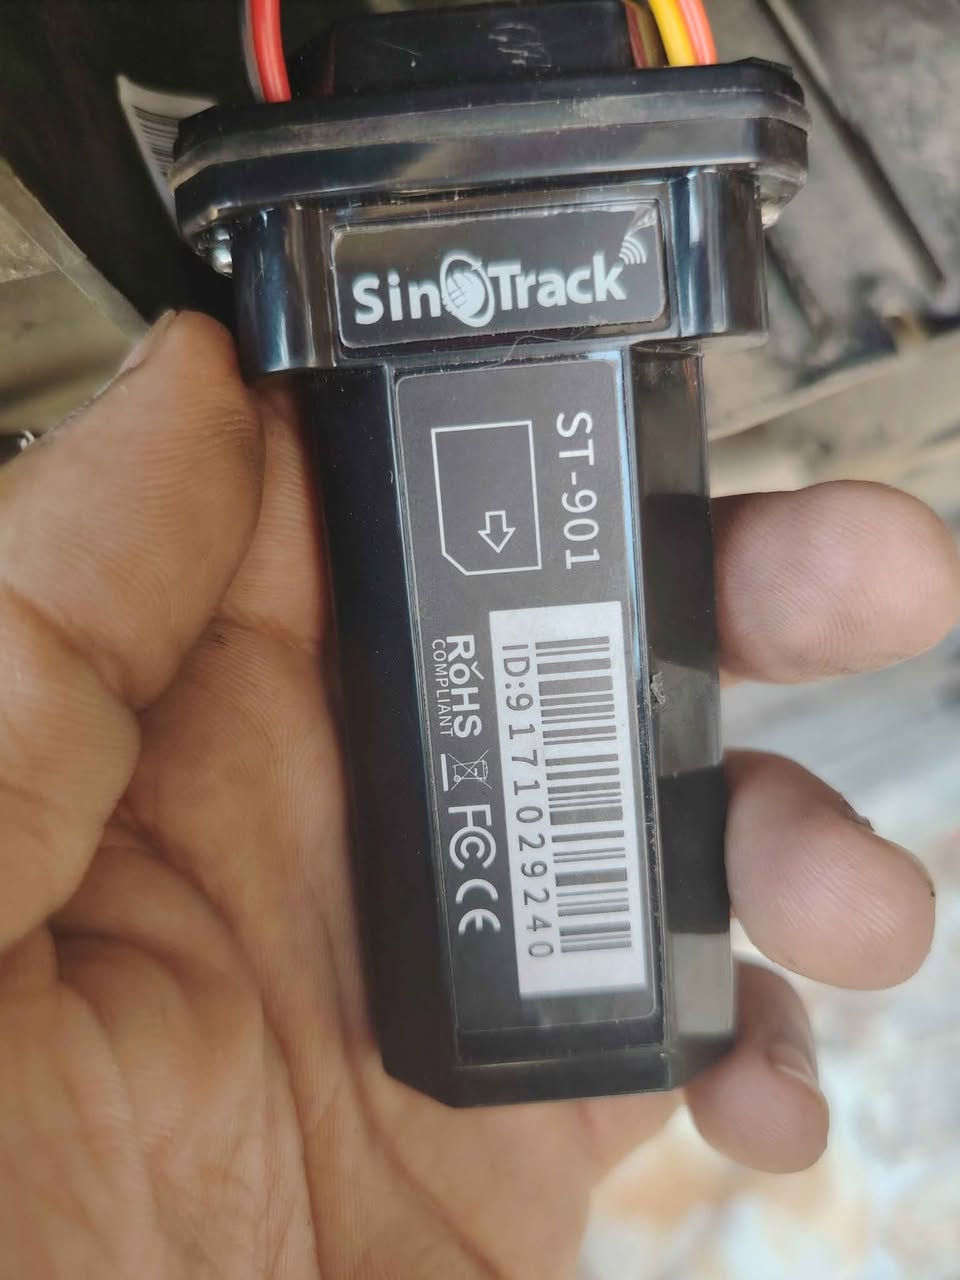 SinoTrack
ST-901
ID:9171029240
RoHS
COMPLIANT
FC CE